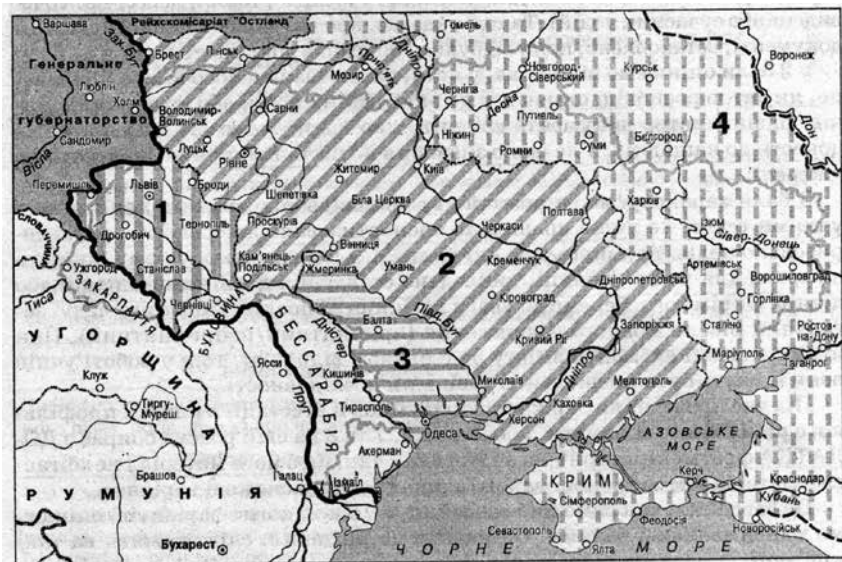 Рейхскомісаріат "Остланд"
Варшава
Зах. Буг
Брест
Пінськ
Прип'ять
Дніпро
Гомель
Воронеж
Генеральне
губернаторство
Люблін
Холм
Сандомир
Вісла
Мозир
Новгород-
Сіверський
Курськ
Чернігів
Десна
Володимир-
Волинськ
Сарни
Ніжин
Путивль
4
Дон
Луцьк
Рівне
Ромни
Суми
Бєлгород
Перемишль
Львів
Броди
Шепетівка
Житомир
Київ
Харків
1
Дрогобич
Тернопіль
Проскурів
Біла Церква
Полтава
Ізюм
Сівер. Донець
Станіслав
Кам'янець-
Подільськ
Вінниця
Жмеринка
Умань
2
Черкаси
Кременчук
Ужгород
ЗАКАРПАТТЯ
Тиса
Чернівці
БУКОВИНА
Півд. Буг
Кіровоград
Дніпропетровськ
Артемівськ
Ворошиловград
Горлівка
УГОРЩИНА
БЕССАРАБІЯ
Дністер
Балта
3
Кривий Ріг
Запоріжжя
Сталіно
Ростов-
на-Дону
Клуж
Тиргу-
Муреш
Ясси
Прут
Кишинів
Тирасполь
Миколаїв
Дніпро
Маріуполь
Таганрог
Мелітополь
Одеса
Херсон
Каховка
Брашов
Акерман
АЗОВСЬКЕ
МОРЕ
РУМУНІЯ
Галац
Ізмаїл
КРИМ
Керч
Краснодар
Кубань
Сімферополь
Феодосія
Бухарест
Севастополь
Новоросійськ
Ялта
ЧОРНЕ МОРЕ